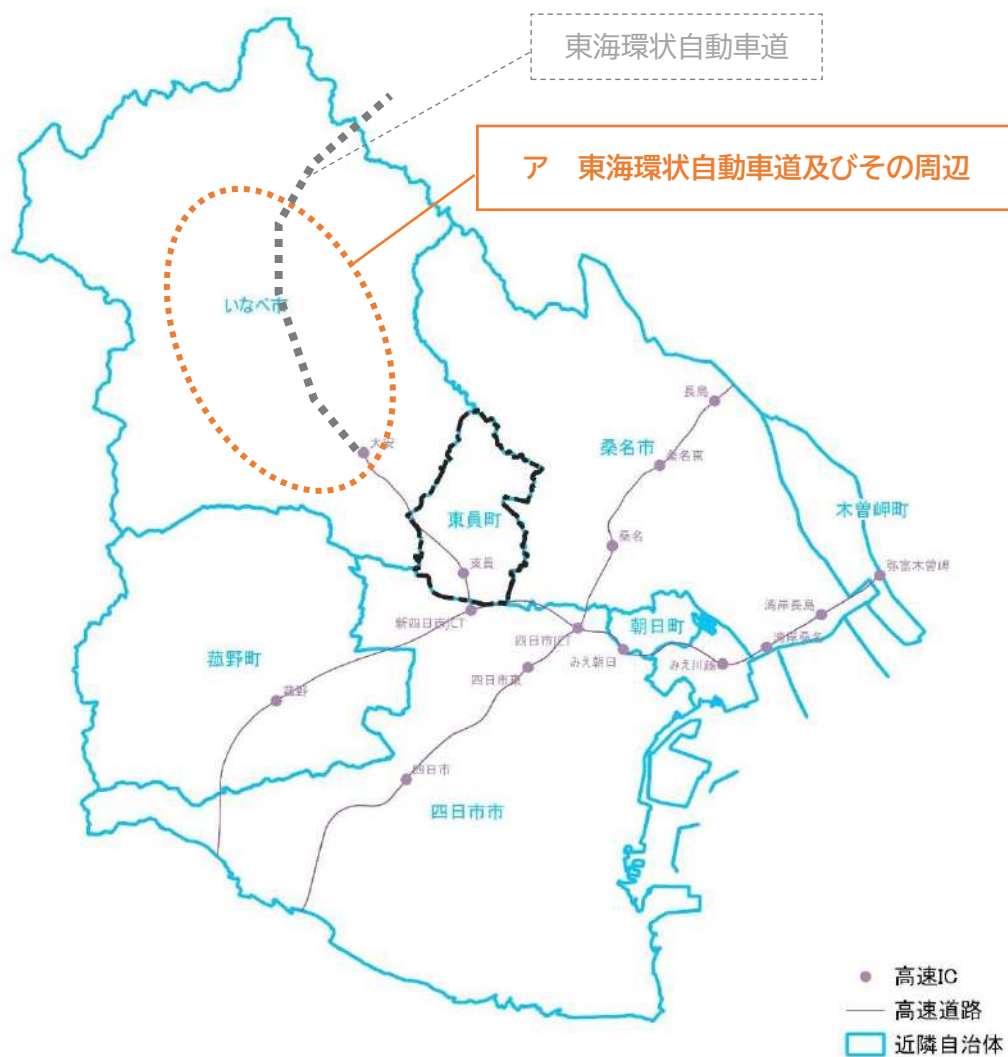 東海環状自動車道
ア 東海環状自動車道及びその周辺
いなべ市
長島
大安
桑名市
桑名東
木曽岬町
東員町
桑名
弥富木曽岬
東員
湾岸長島
新四日市JCT
朝日町
四日市JCT
湾岸桑名
みえ朝日
みえ川越
菰野町
四日市東
菰野
四日市
四日市市
高速IC
高速道路
近隣自治体